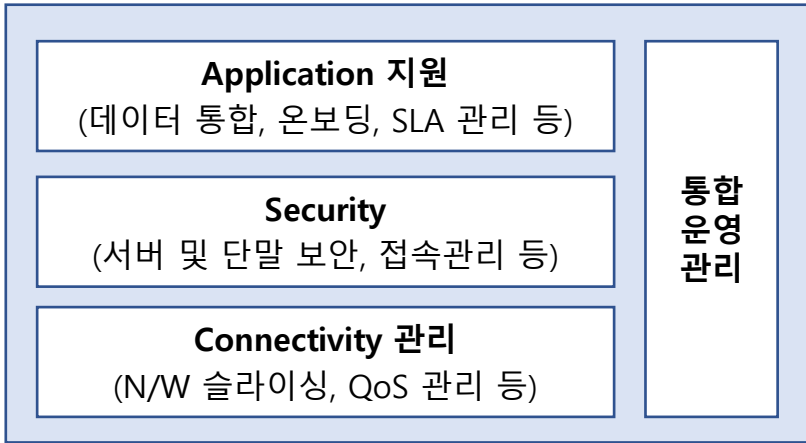 Application 지원
(데이터 통합, 온보딩, SLA 관리 등)
Security
(서버 및 단말 보안, 접속관리 등)
Connectivity 관리
(N/W 슬라이싱, QoS 관리 등)
통합
운영
관리